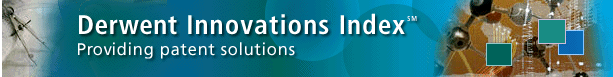 Derwent Innovations Index℠
Providing patent solutions